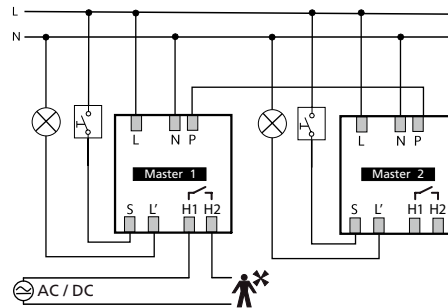 L
N
L N P L N P
Master 1 Master 2
S L' H1 H2 S L' H1 H2
AC / DC